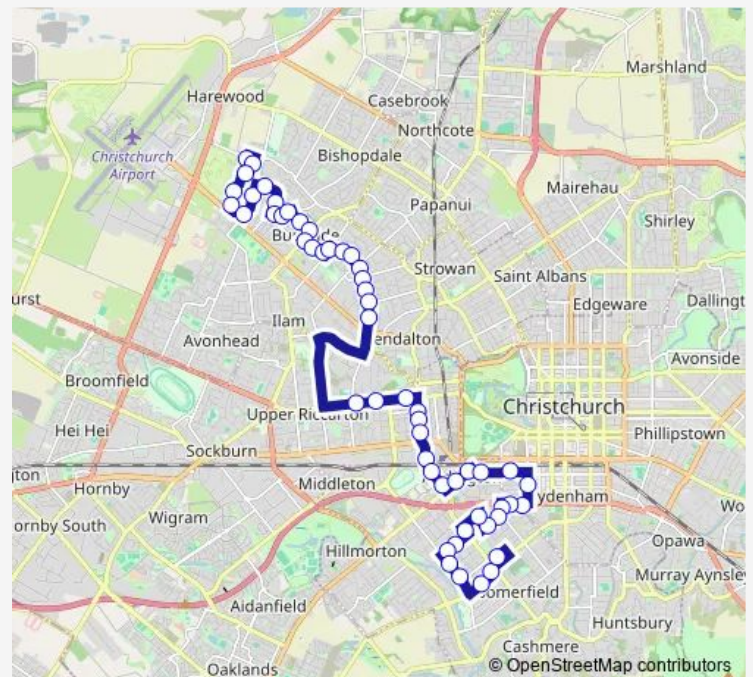 Marshland
Harewood
Casebrook
Northcote
Christchurch
Airport
Bishopdale
Mairehau
Papanui
Shirley
Strowan
Saint Albans
Edgeware
Dallingt
urst
Ilam
Avonhead
endalton
Avonside
Broomfield
Christchurch
Upper Riccarton
Hei Hei
Phillipstown
Sockburn
gton
Hornby
Middleton
ydenham
Wo
ornby South
Wigram
Opawa
Hillmorton
Murray Aynsley
Aidanfield
omerfield
Huntsbury
Cashmere
Oaklands
© OpenStreetMap contributors